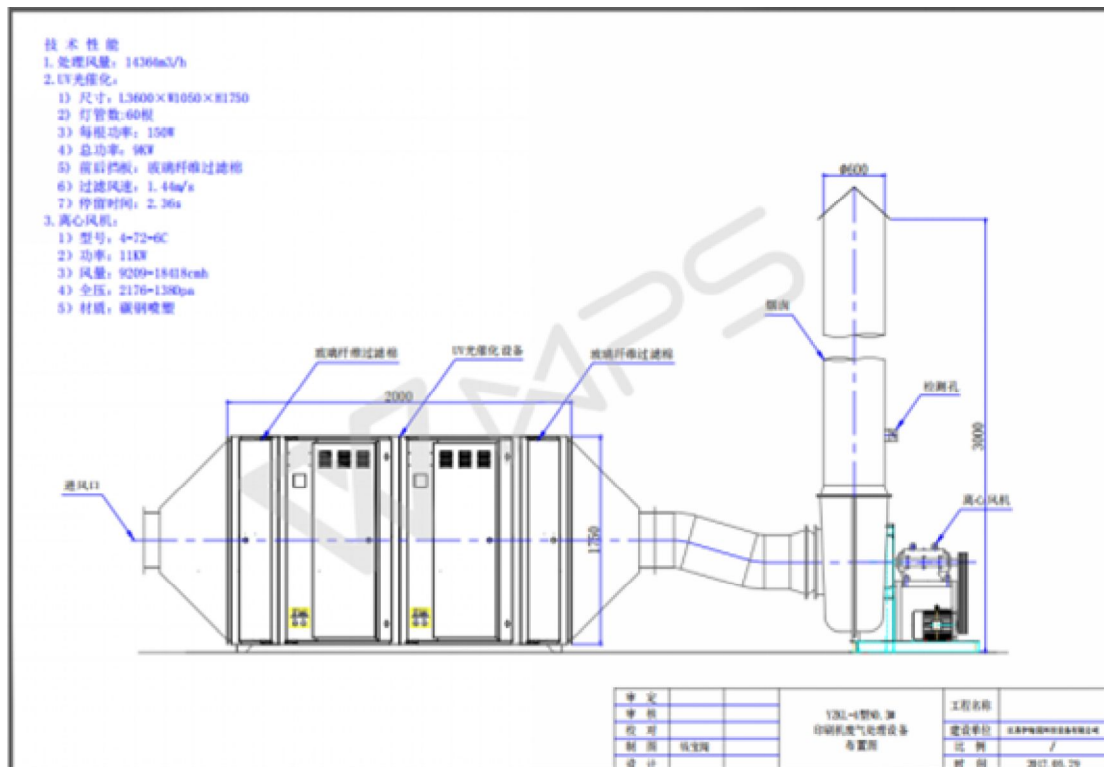 技 术 性 能
1.处理风量：14364m3/h
2.UV光催化：
1）尺寸：L3600×W1050×H1750
2）灯管数:60根
3）每根功率：150W
4）总功率：9KW
5）前后挡板：玻璃纤维过滤棉
6）过滤风速：1.44m/s
7）停留时间：2.36s
3.离心风机：
1）型号：4-72-6C
2）功率：11KW
3）风量：9209-18418cmh
4）全压：2176-1380pa
5）材质：碳钢喷塑
Φ600
烟囱
玻璃纤维过滤棉
UV光催化设备
玻璃纤维过滤棉
2000
检测孔
3000
进风口
1750
离心风机
APS
审 定
审 核
校 对
制 图
设 计
印刷机废气处理设备
布置图
工程名称
建设单位
比 例
/
时 间
2017.05.29